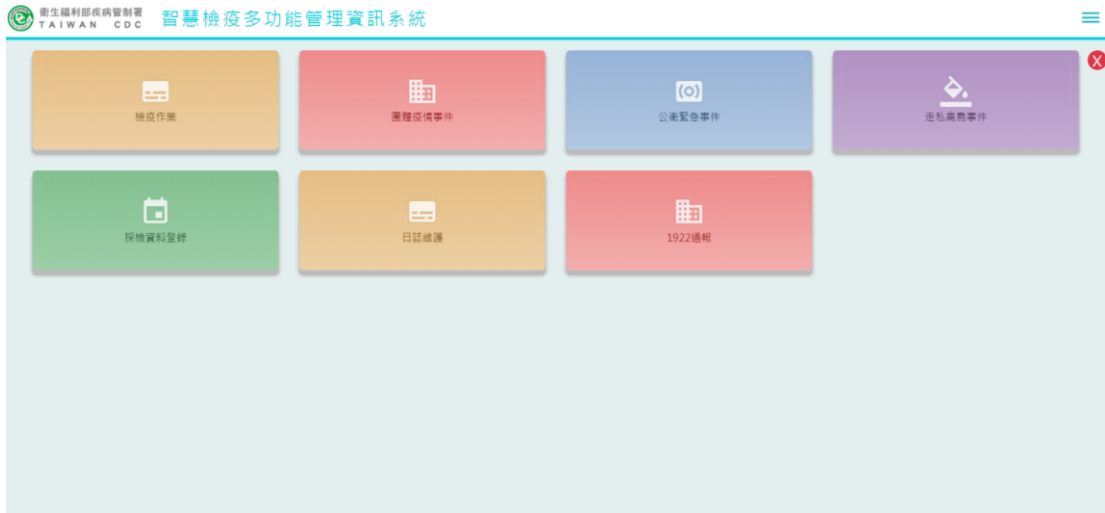 衛生福利部疾病管制署
TAIWAN CDC
智慧檢疫多功能管理資訊系統
X
檢疫作業
團體疫情事件
公衛緊急事件
走私處島事件
採檢資料登錄
日誌維護
1922通報